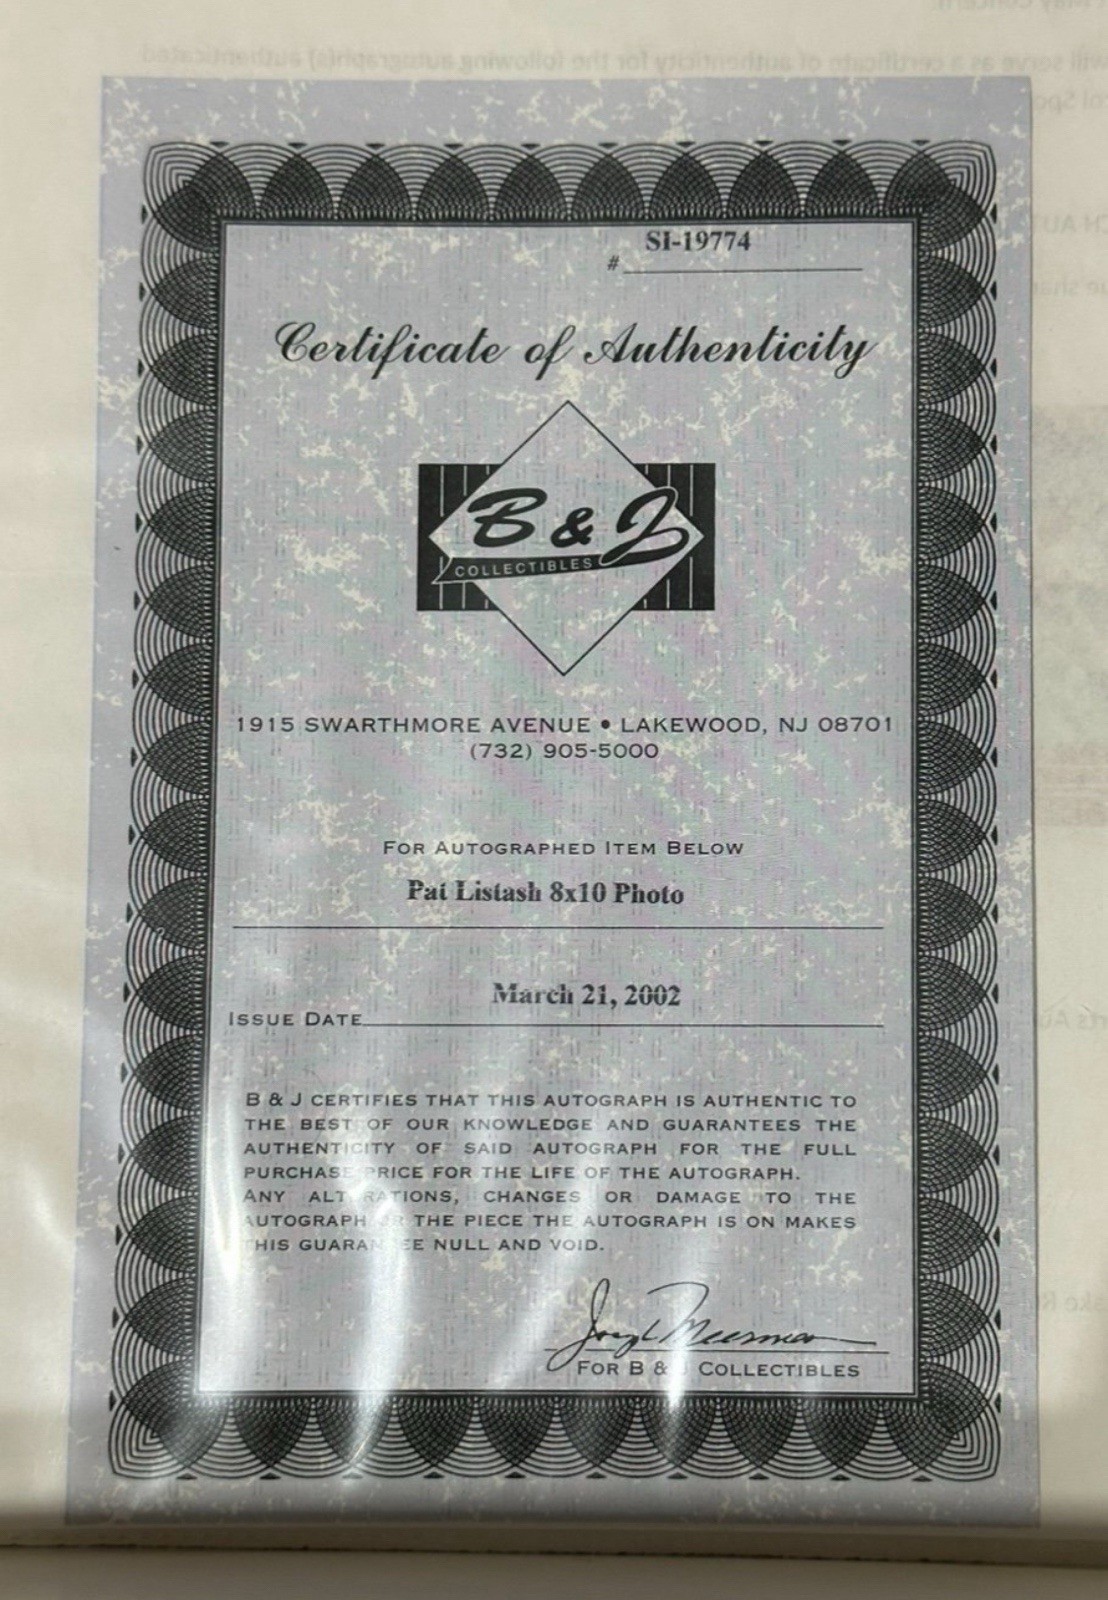 SI-19774
#
Certificate of Authenticity
B & J
COLLECTIBLES
1915 SWARTHMORE AVENUE • LAKEWOOD, NJ 08701
(732) 905-5000
FOR AUTOGRAPHED ITEM BELOW
Pat Listash 8x10 Photo
March 21, 2002
ISSUE DATE
B & J CERTIFIES THAT THIS AUTOGRAPH IS AUTHENTIC TO
THE BEST OF OUR KNOWLEDGE AND GUARANTEES THE
AUTHENTICITY OF SAID AUTOGRAPH FOR THE FULL
PURCHASE PRICE FOR THE LIFE OF THE AUTOGRAPH.
ANY ALTERATIONS, CHANGES OR DAMAGE TO THE
AUTOGRAPH OR THE PIECE THE AUTOGRAPH IS ON MAKES
THIS GUARANTEE NULL AND VOID.
FOR B & J COLLECTIBLES